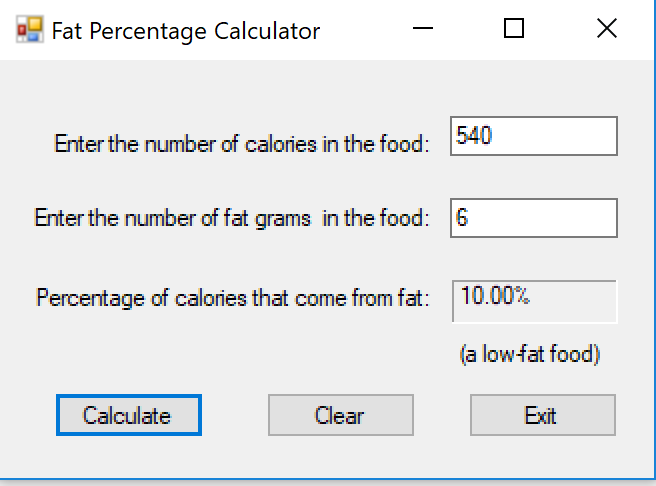 Fat Percentage Calculator
Enter the number of calories in the food: 540
Enter the number of fat grams  in the food: 6
Percentage of calories that come from fat: 10.00%
(a low-fat food)
Calculate Clear Exit